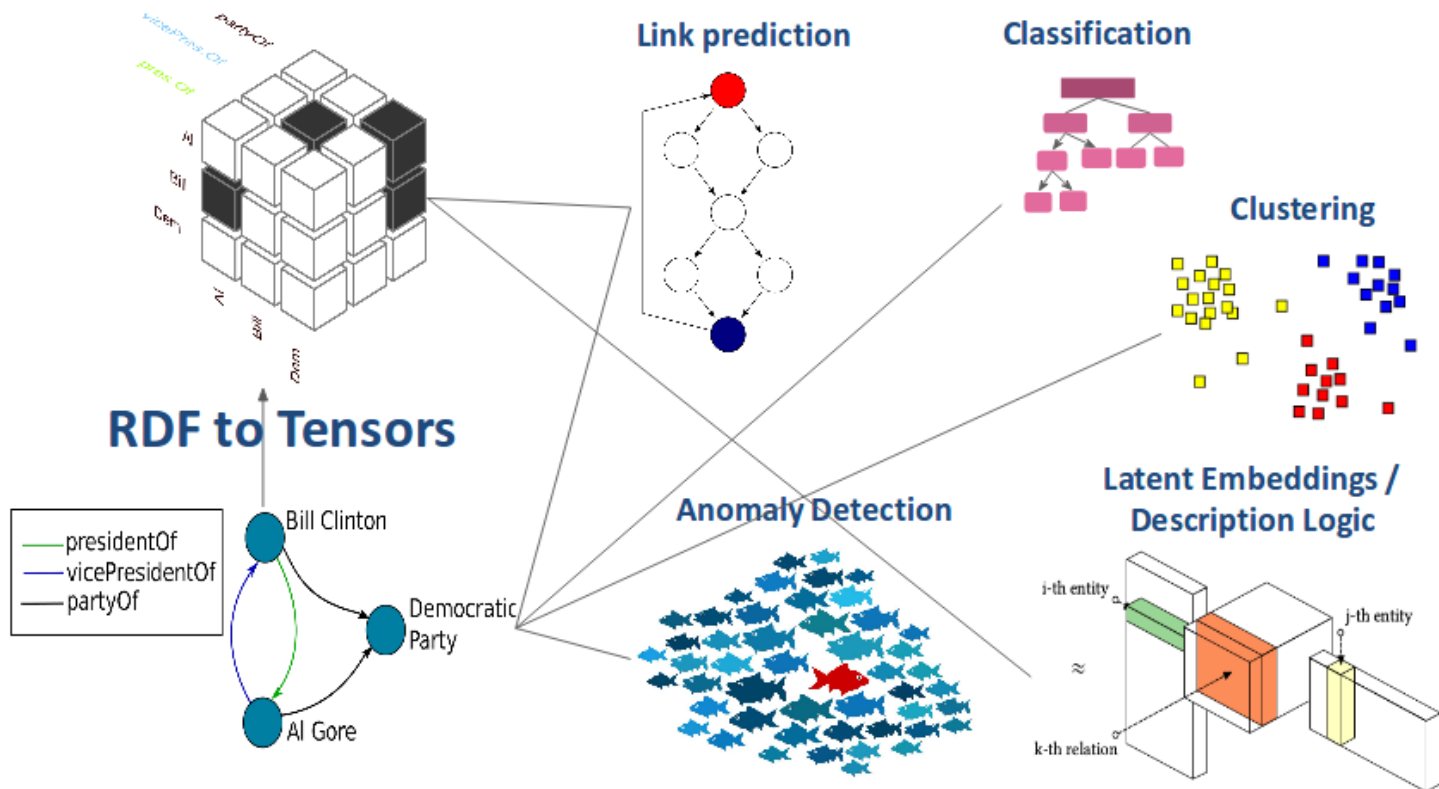 partyOf
vicePres.Of
pres.Of
Al
Bill
Dem
Al
Bill
Dem
Link prediction
Classification
Clustering
RDF to Tensors
presidentOf
vicePresidentOf
partyOf
Bill Clinton
Democratic
Party
Al Gore
Anomaly Detection
Latent Embeddings /
Description Logic
i-th entity
j-th entity
≈
k-th relation